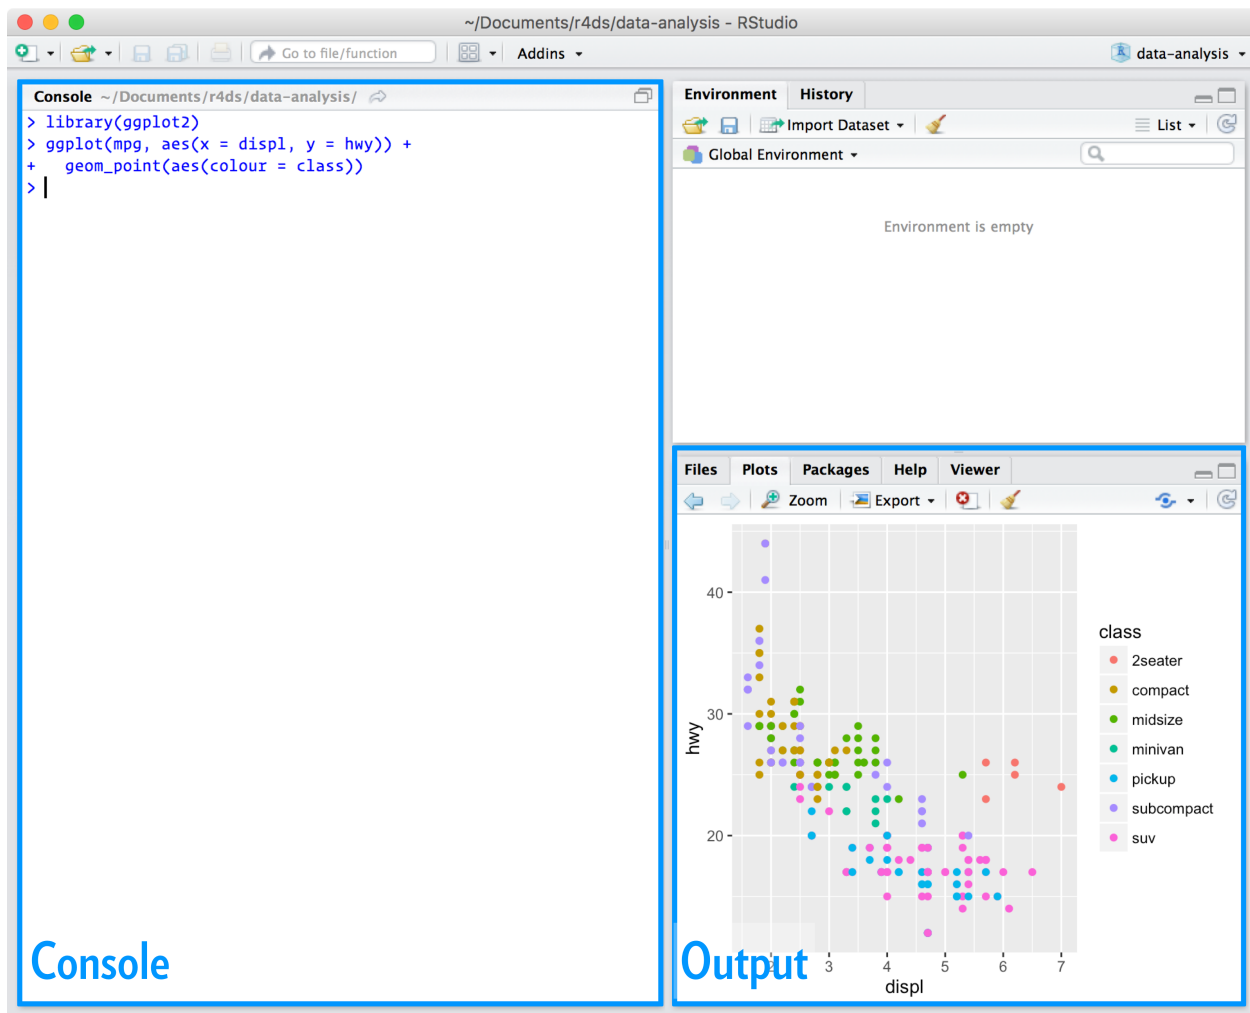 ~/Documents/r4ds/data-analysis - RStudio
Go to file/function
Addins
data-analysis
Console ~/Documents/r4ds/data-analysis/
> library(ggplot2)
> ggplot(mpg, aes(x = displ, y = hwy)) +
+   geom_point(aes(colour = class))
>
Console
Environment History
Import Dataset
List
Global Environment
Environment is empty
Files Plots Packages Help Viewer
Zoom Export
hwy
40
30
20
class
2seater
compact
midsize
minivan
pickup
subcompact
suv
2 3 4 5 6 7
displ
Output